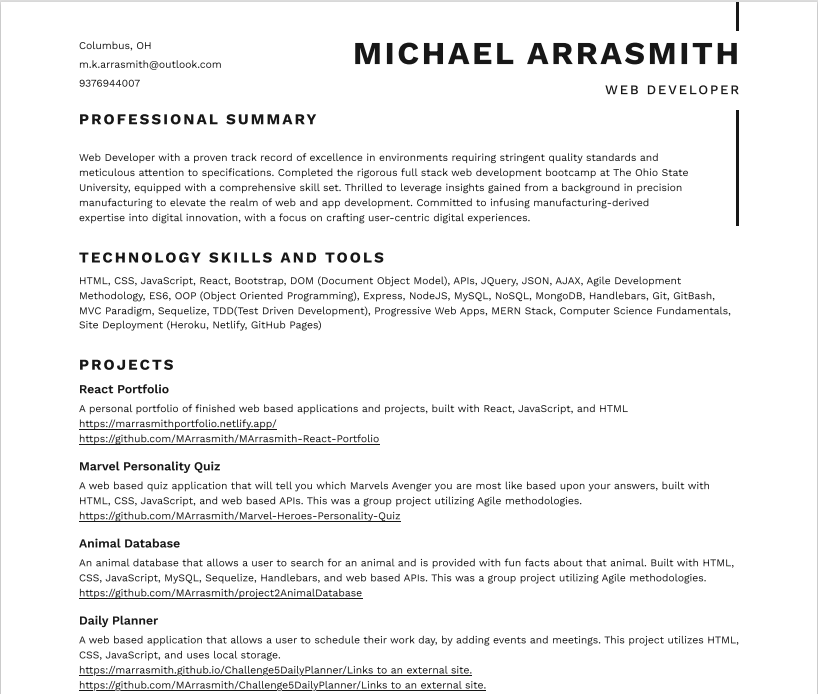 Columbus, OH
m.k.arrasmith@outlook.com
9376944007
MICHAEL ARRASMITH
WEB DEVELOPER
PROFESSIONAL SUMMARY
Web Developer with a proven track record of excellence in environments requiring stringent quality standards and
meticulous attention to specifications. Completed the rigorous full stack web development bootcamp at The Ohio State
University, equipped with a comprehensive skill set. Thrilled to leverage insights gained from a background in precision
manufacturing to elevate the realm of web and app development. Committed to infusing manufacturing-derived
expertise into digital innovation, with a focus on crafting user-centric digital experiences.
TECHNOLOGY SKILLS AND TOOLS
HTML, CSS, JavaScript, React, Bootstrap, DOM (Document Object Model), APIs, JQuery, JSON, AJAX, Agile Development
Methodology, ES6, OOP (Object Oriented Programming), Express, NodeJS, MySQL, NoSQL, MongoDB, Handlebars, Git, GitBash,
MVC Paradigm, Sequelize, TDD(Test Driven Development), Progressive Web Apps, MERN Stack, Computer Science Fundamentals,
Site Deployment (Heroku, Netlify, GitHub Pages)
PROJECTS
React Portfolio
A personal portfolio of finished web based applications and projects, built with React, JavaScript, and HTML
https://marrasmithportfolio.netlify.app/
https://github.com/MArrasmith/MArrasmith-React-Portfolio
Marvel Personality Quiz
A web based quiz application that will tell you which Marvels Avenger you are most like based upon your answers, built with
HTML, CSS, JavaScript, and web based APIs. This was a group project utilizing Agile methodologies.
https://github.com/MArrasmith/Marvel-Heroes-Personality-Quiz
Animal Database
An animal database that allows a user to search for an animal and is provided with fun facts about that animal. Built with HTML,
CSS, JavaScript, MySQL, Sequelize, Handlebars, and web based APIs. This was a group project utilizing Agile methodologies.
https://github.com/MArrasmith/project2AnimalDatabase
Daily Planner
A web based application that allows a user to schedule their work day, by adding events and meetings. This project utilizes HTML,
CSS, JavaScript, and uses local storage.
https://marrasmith.github.io/Challenge5DailyPlanner/Links to an external site.
https://github.com/MArrasmith/Challenge5DailyPlanner/Links to an external site.